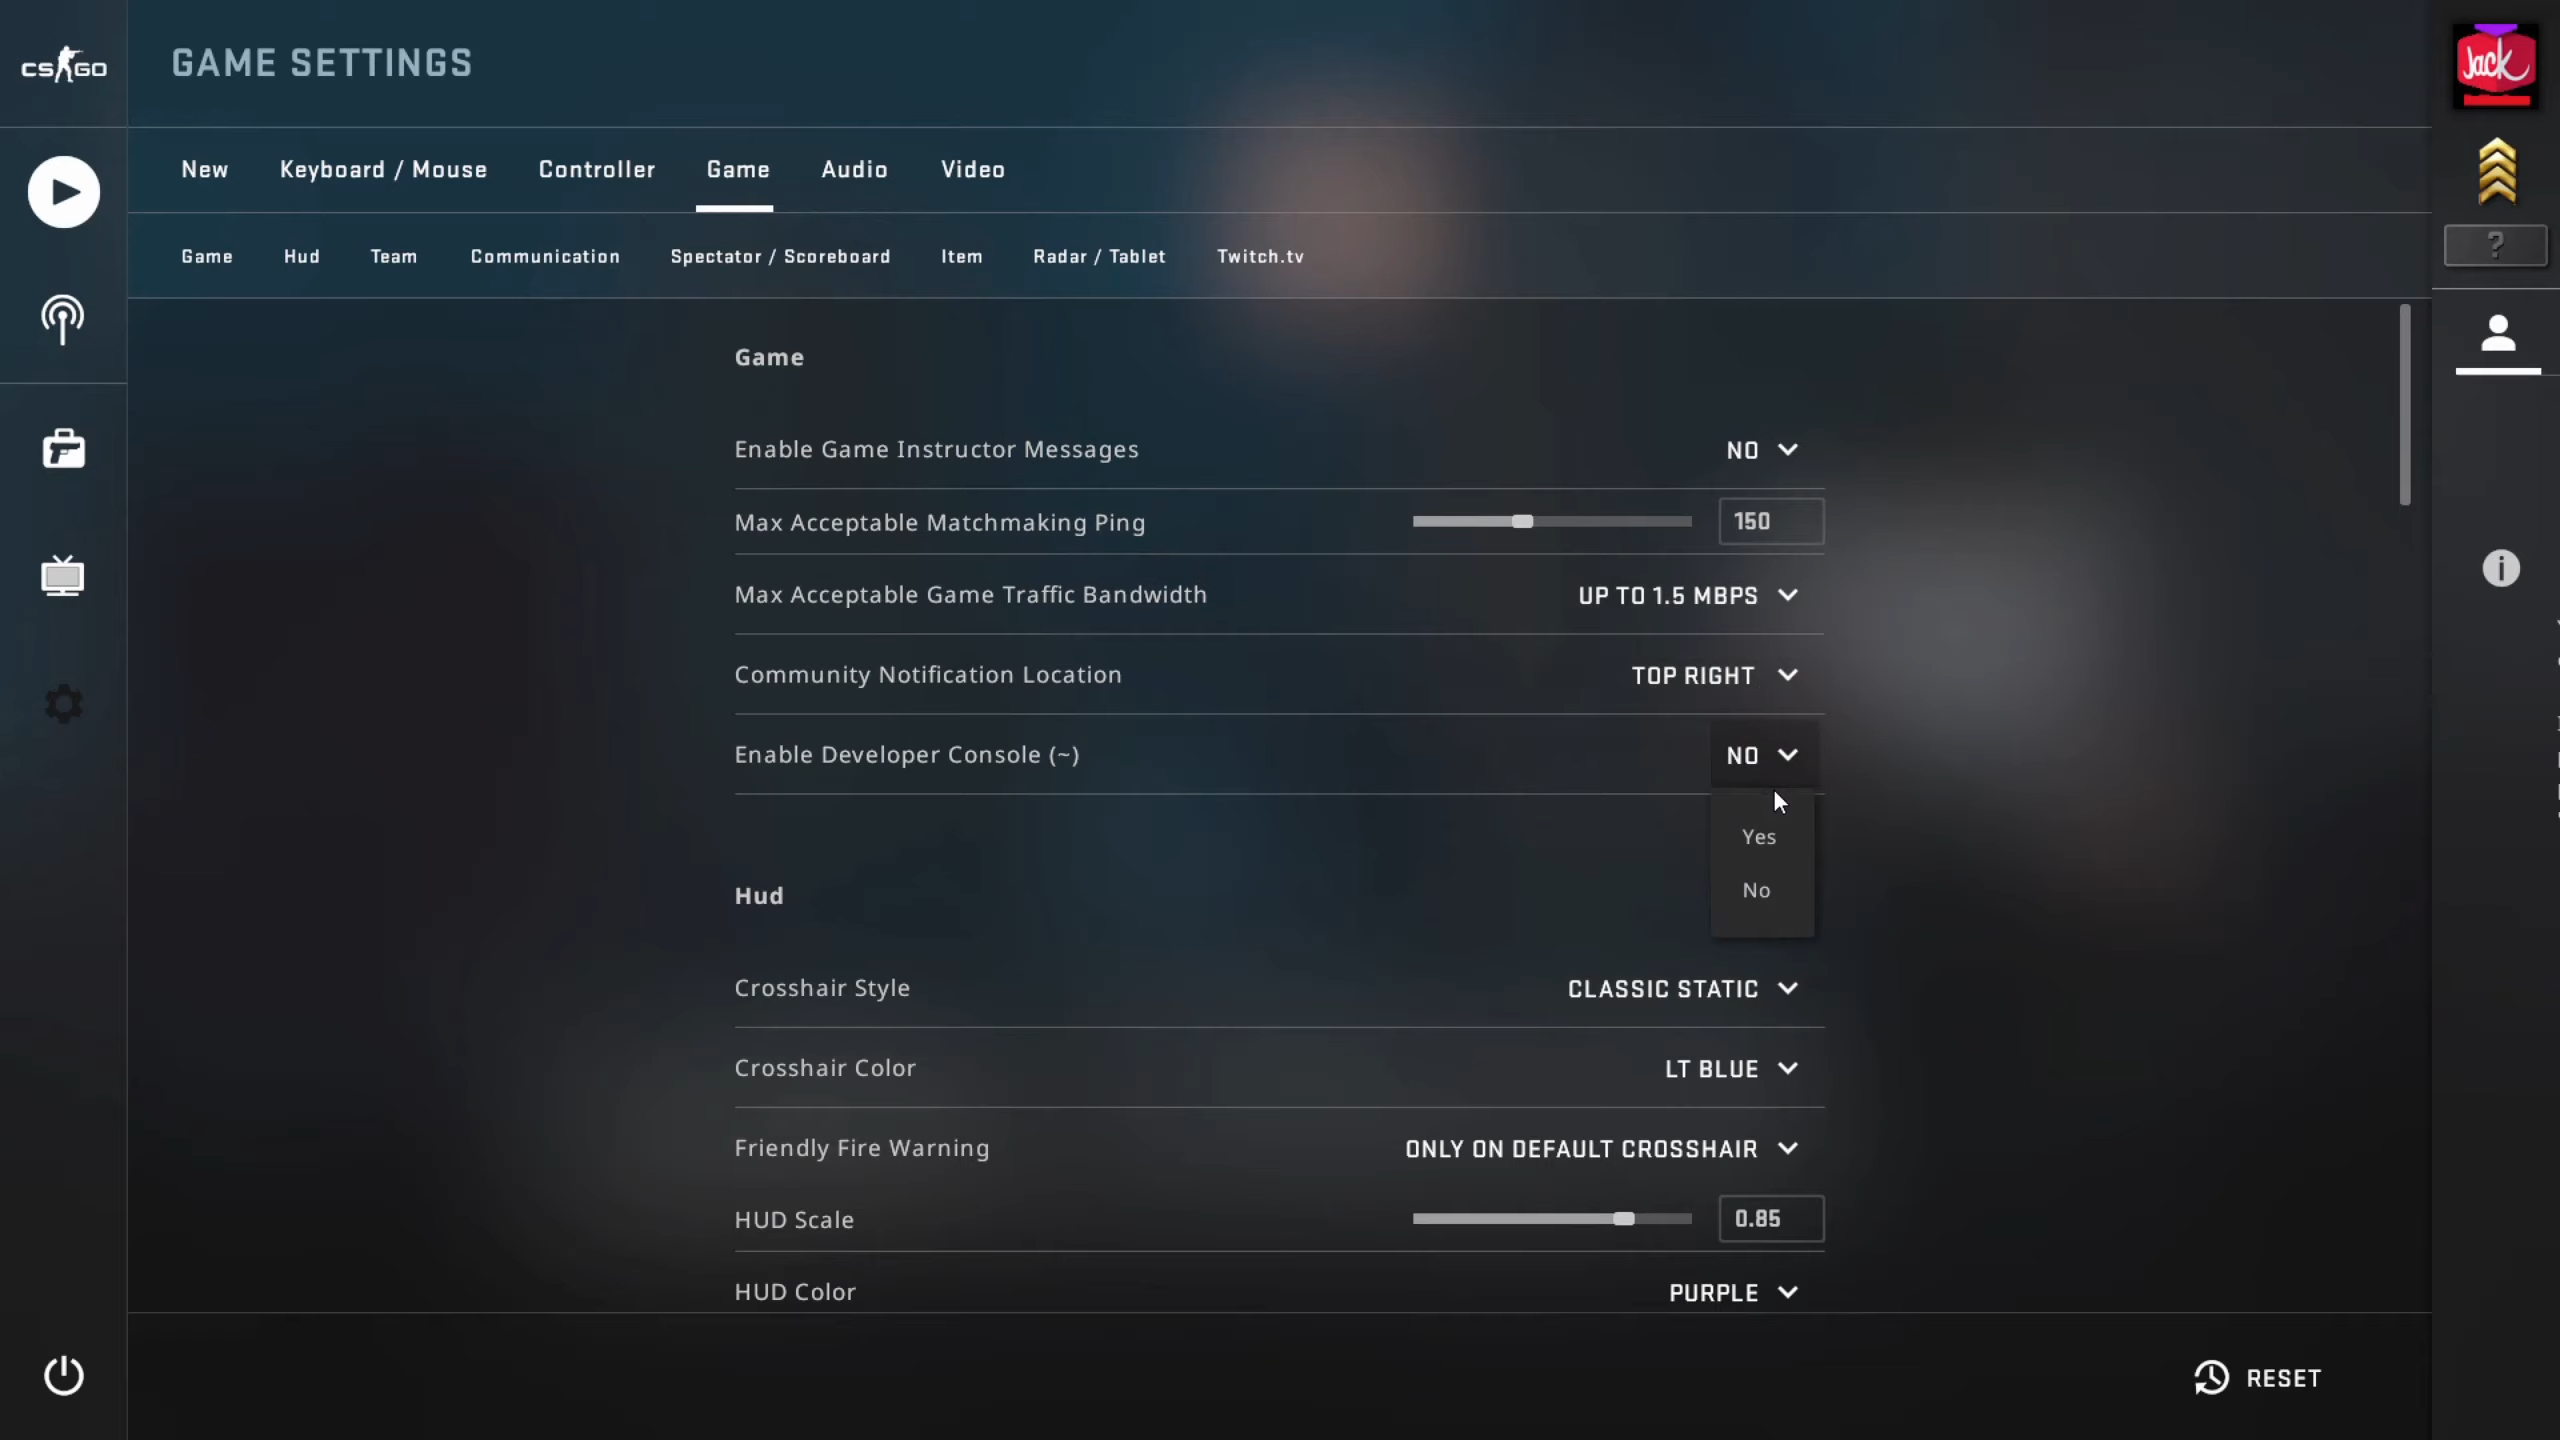 CS GO
GAME SETTINGS
Jack
New Keyboard / Mouse Controller Game Audio Video
?
Game Hud Team Communication Spectator / Scoreboard Item Radar / Tablet Twitch.tv
Game
Enable Game Instructor Messages NO
Max Acceptable Matchmaking Ping 150
Max Acceptable Game Traffic Bandwidth UP TO 1.5 MBPS
Community Notification Location TOP RIGHT
Enable Developer Console (~) NO
Yes
No
Hud
Crosshair Style CLASSIC STATIC
Crosshair Color LT BLUE
Friendly Fire Warning ONLY ON DEFAULT CROSSHAIR
HUD Scale 0.85
HUD Color PURPLE
RESET